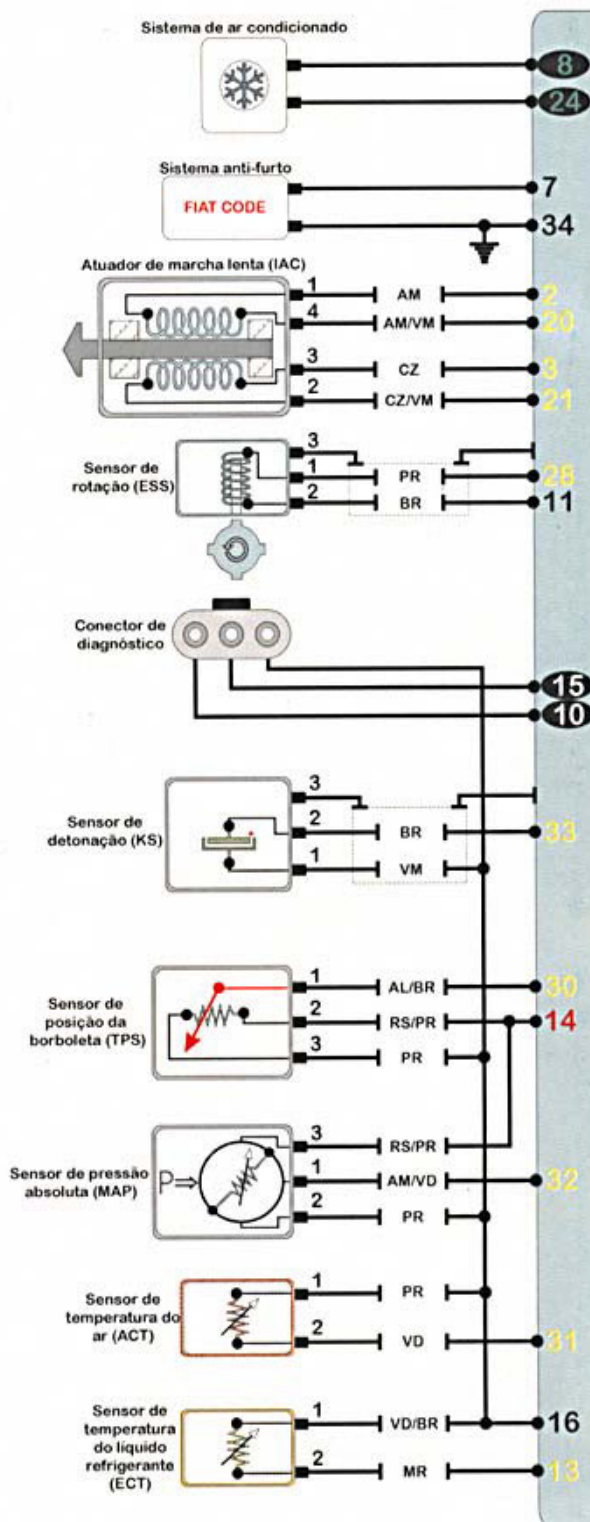 Sistema de ar condicionado
8
24
Sistema anti-furto
FIAT CODE
7
34
Atuador de marcha lenta (IAC)
1 AM 2
4 AM/VM 20
3 CZ 3
2 CZ/VM 21
Sensor de
rotação (ESS)
3
1 PR 28
2 BR 11
Conector de
diagnóstico
15
10
Sensor de
detonação (KS)
3
2 BR 33
1 VM
Sensor de
posição da
borboleta (TPS)
1 AL/BR 30
2 RS/PR 14
3 PR
Sensor de pressão
absoluta (MAP)
P
3 RS/PR
1 AM/VD 32
2 PR
Sensor de
temperatura do
ar (ACT)
1 PR
2 VD 31
Sensor de
temperatura
do líquido
refrigerante
(ECT)
1 VD/BR 16
2 MR 13